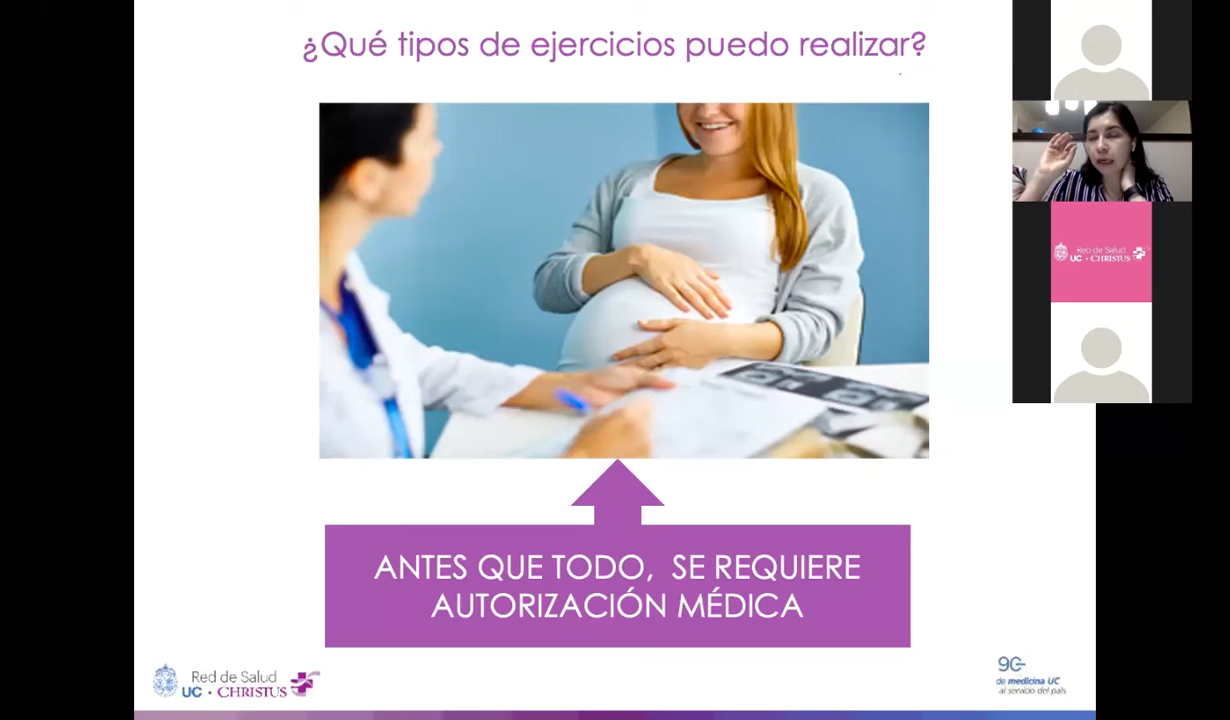 ¿Qué tipos de ejercicios puedo realizar?
Red de Salud
UC · CHRISTUS
ANTES QUE TODO, SE REQUIERE
AUTORIZACIÓN MÉDICA
Red de Salud
UC · CHRISTUS
90
de medicina UC
al servicio del país